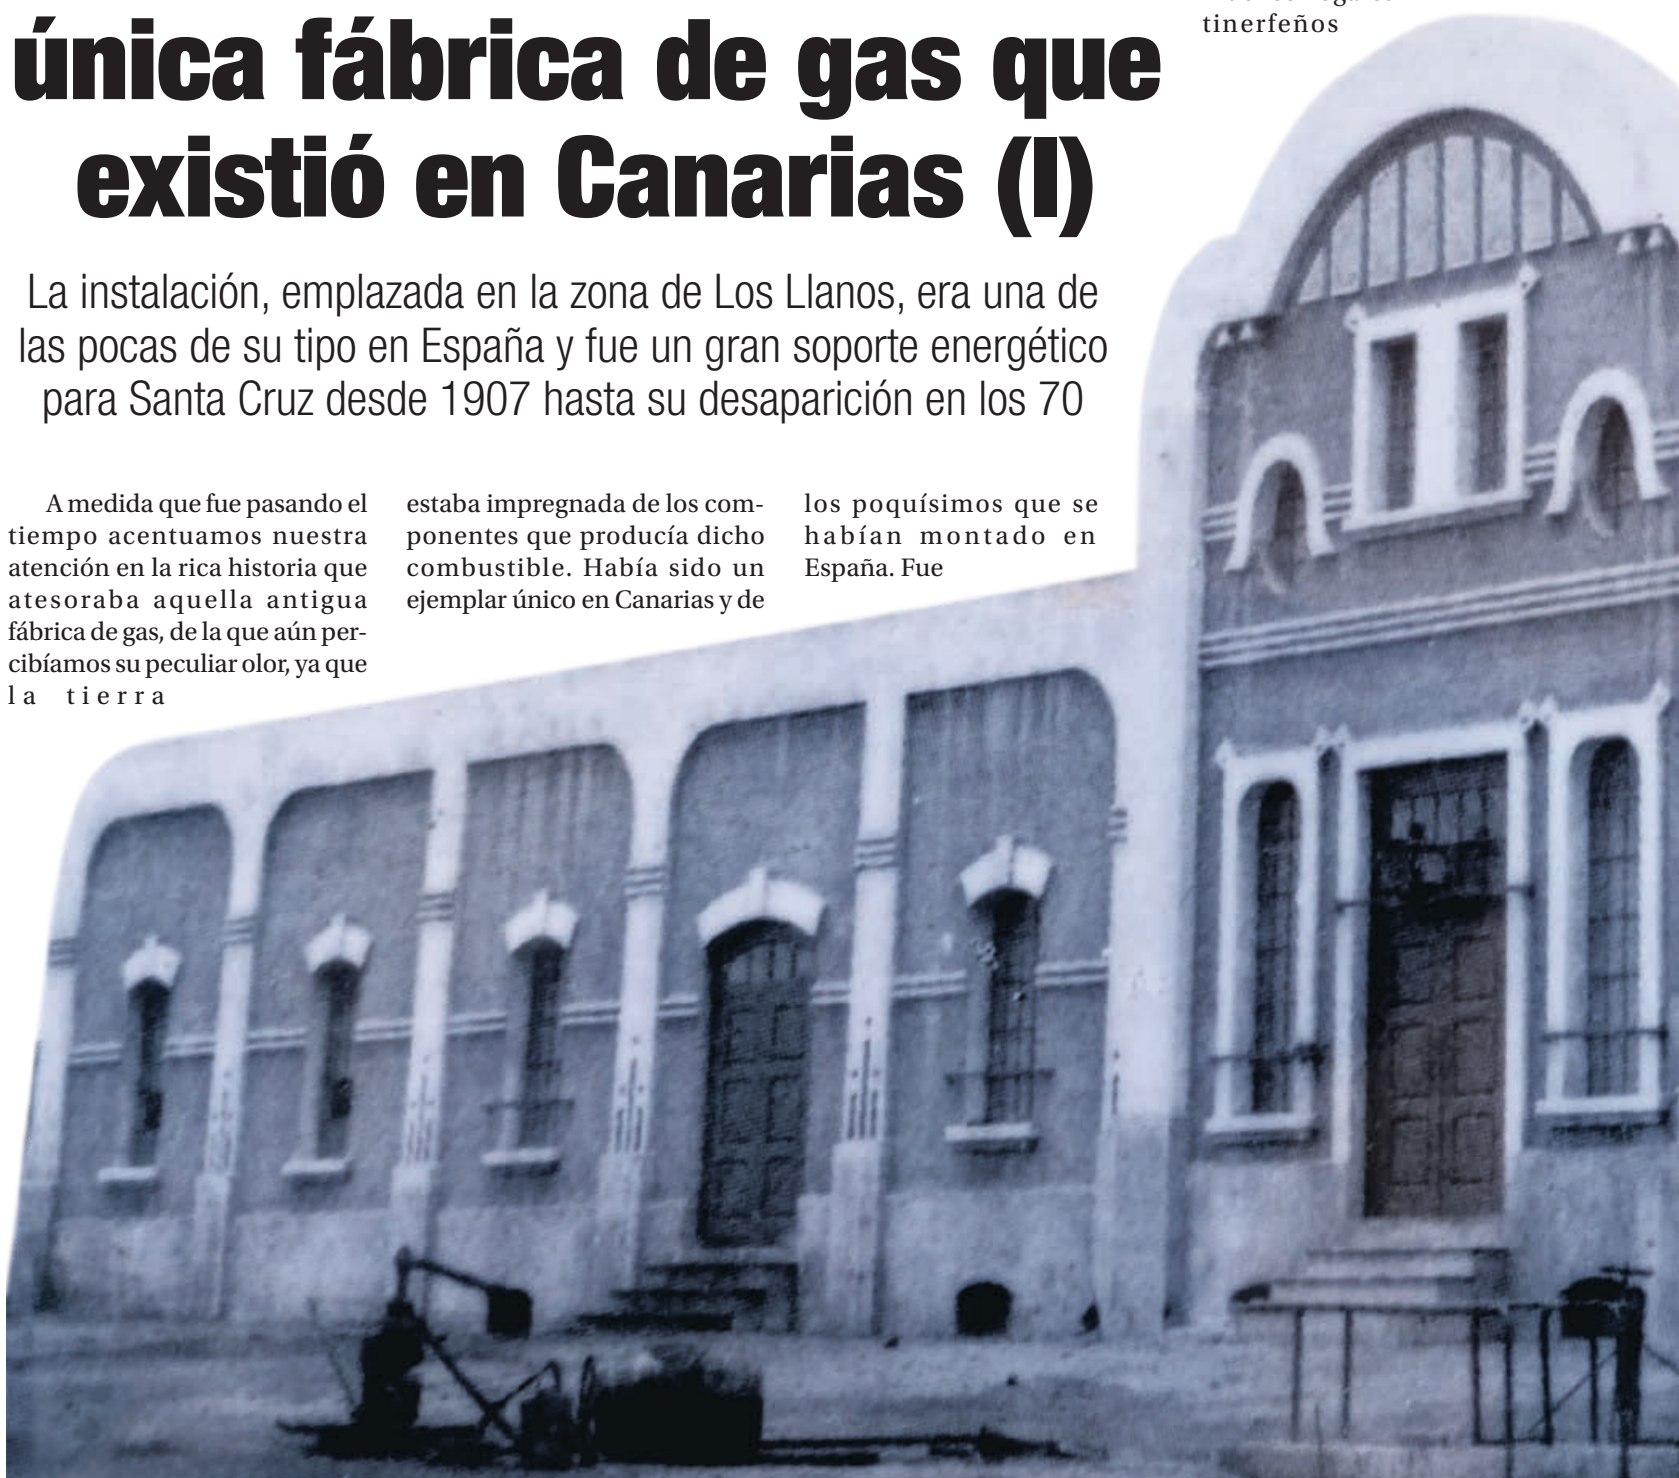 única fábrica de gas que
existió en Canarias (I)
La instalación, emplazada en la zona de Los Llanos, era una de
las pocas de su tipo en España y fue un gran soporte energético
para Santa Cruz desde 1907 hasta su desaparición en los 70
A medida que fue pasando el
tiempo acentuamos nuestra
atención en la rica historia que
atesoraba aquella antigua
fábrica de gas, de la que aún per-
cibíamos su peculiar olor, ya que
la tierra
estaba impregnada de los com-
ponentes que producía dicho
combustible. Había sido un
ejemplar único en Canarias y de
los poquísimos que se
habían montado en
España. Fue
tinerfeños